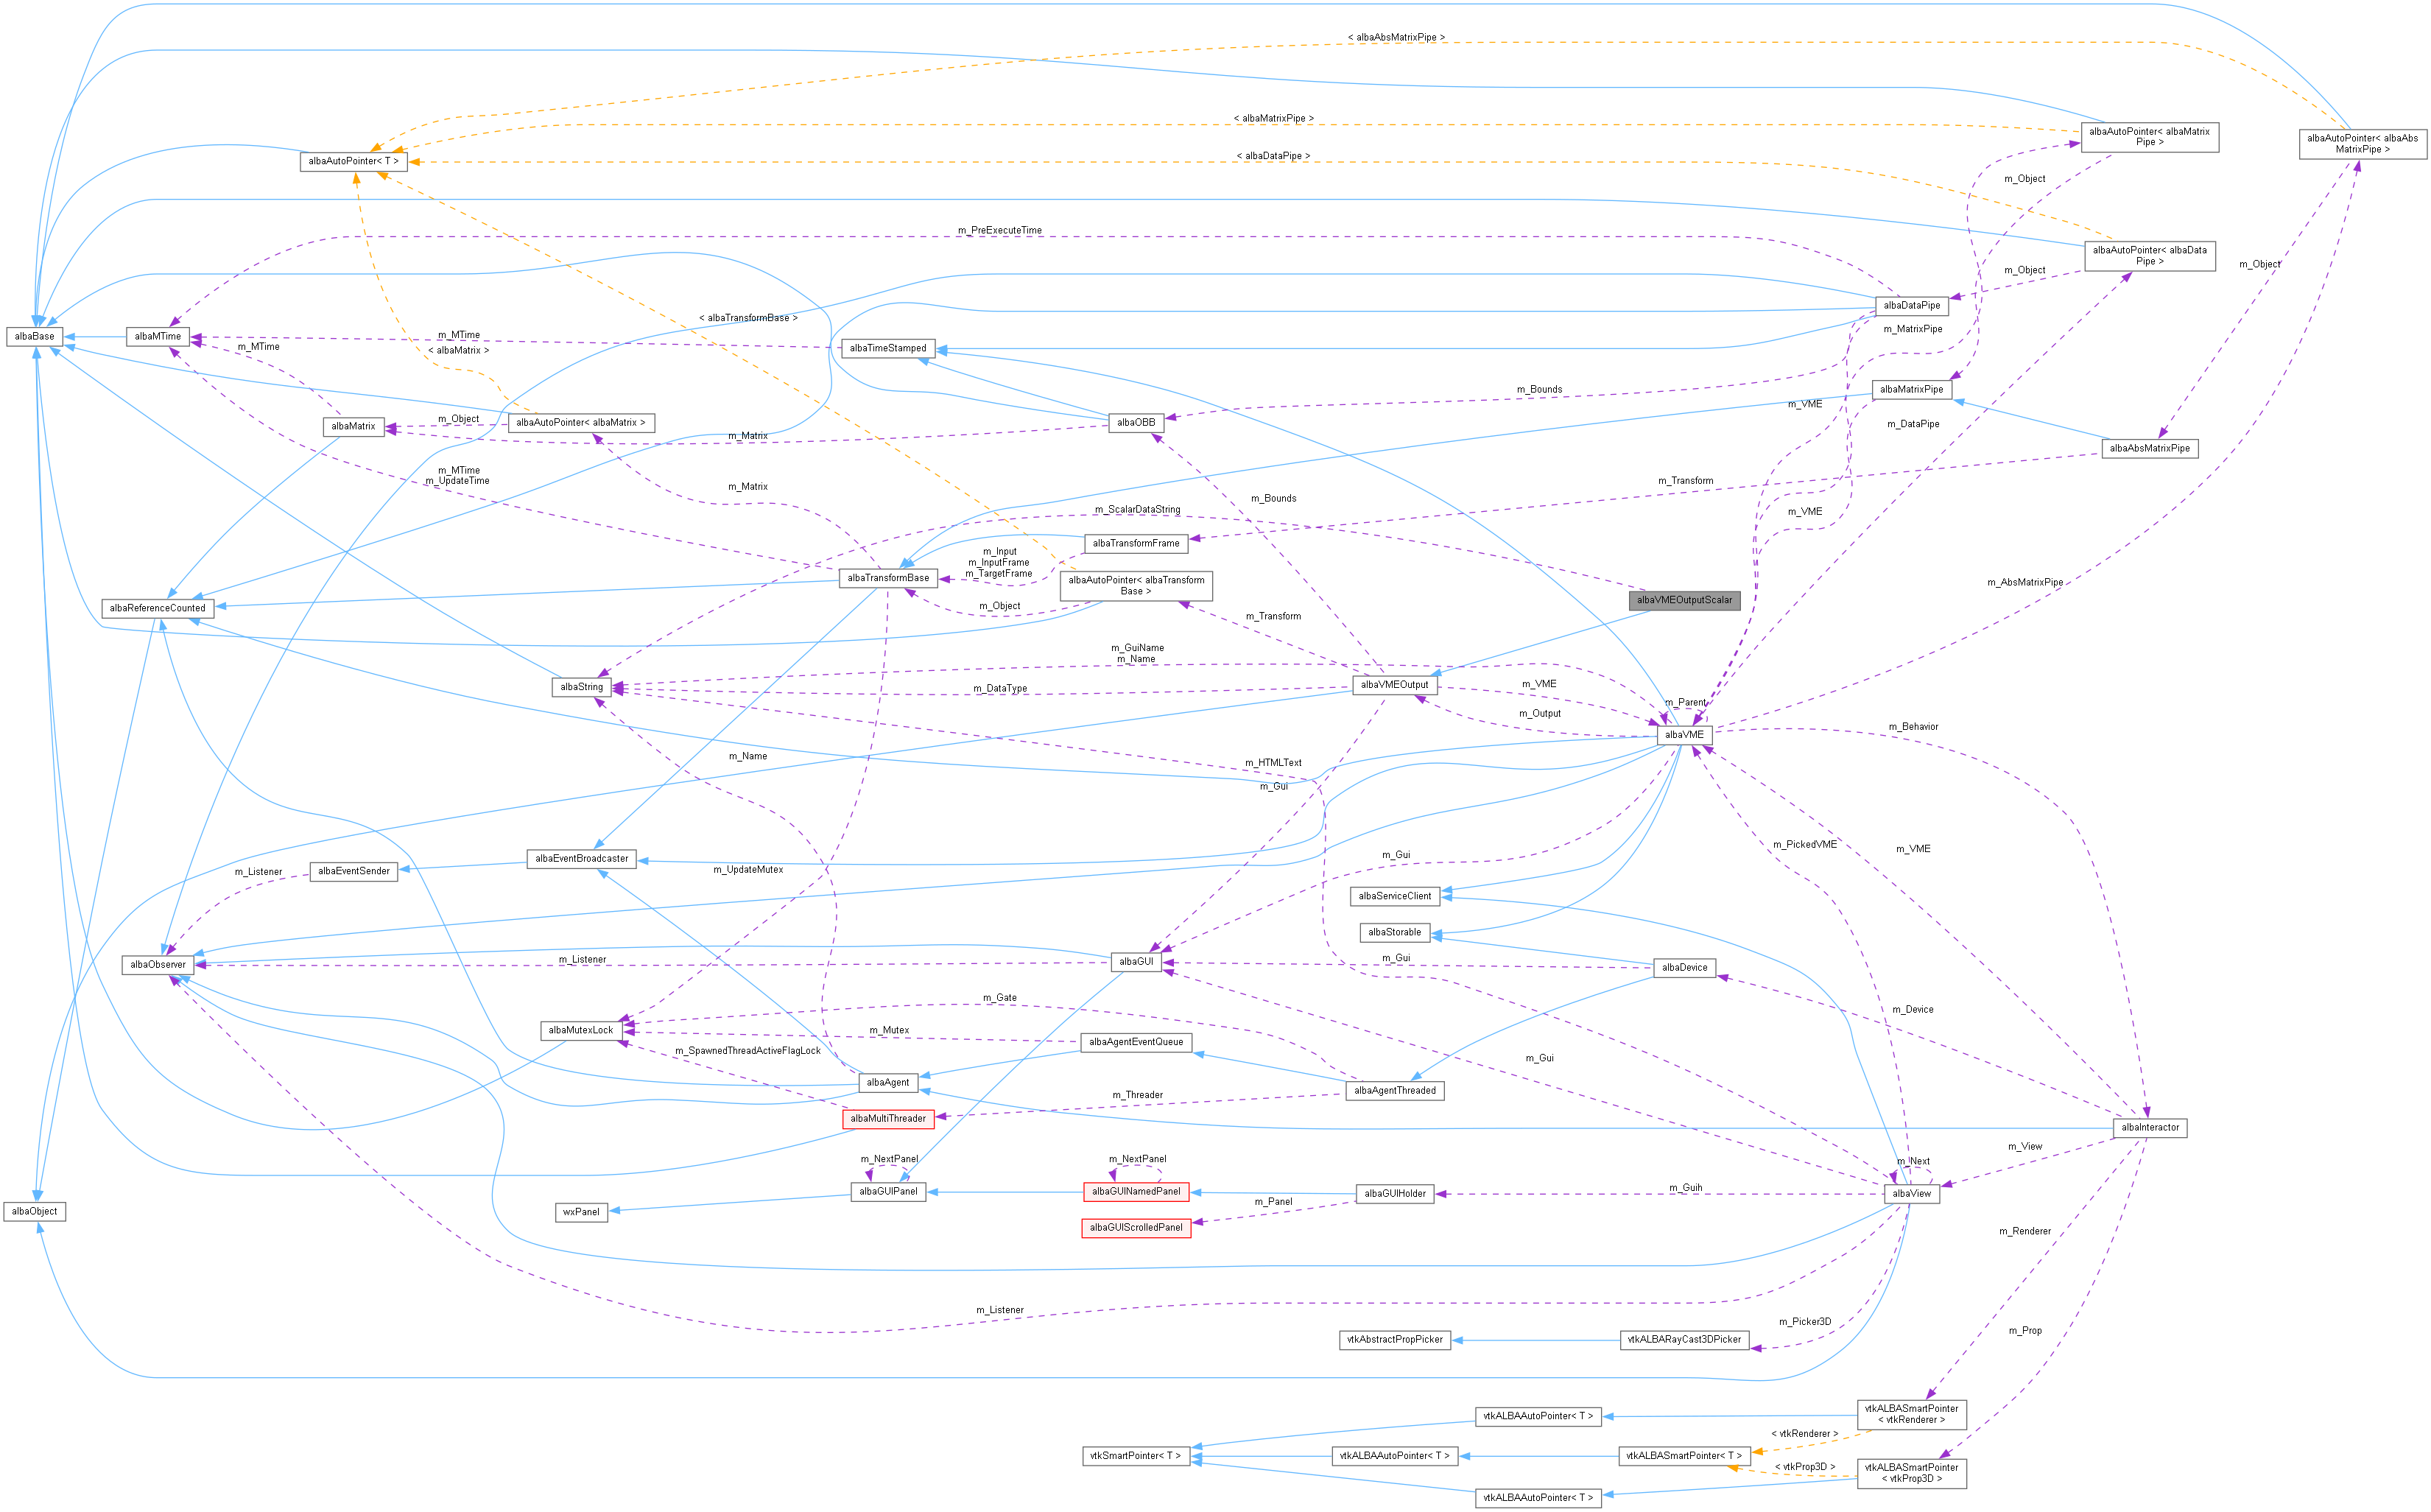 < albaAbsMatrixPipe >
< albaMatrixPipe >
albaAutoPointer< albaMatrix
Pipe >
albaAutoPointer< albaAbs
MatrixPipe >
albaAutoPointer< T >
< albaDataPipe >
m_Object
m_PreExecuteTime
albaAutoPointer< albaData
Pipe >
m_Object
m_Object
albaDataPipe
< albaTransformBase >
albaBase
albaMTime
m_MTime
m_MatrixPipe
m_MTime
< albaMatrix >
albaTimeStamped
m_Bounds
albaMatrixPipe
m_VME
m_Object
albaMatrix
albaAutoPointer< albaMatrix >
m_Matrix
albaOBB
m_DataPipe
albaAbsMatrixPipe
m_MTime
m_UpdateTime
m_Matrix
m_Bounds
m_Transform
m_ScalarDataString
m_VME
albaTransformFrame
m_Input
m_InputFrame
m_TargetFrame
albaTransformBase
albaAutoPointer< albaTransform
Base >
m_AbsMatrixPipe
albaReferenceCounted
m_Object
albaVMEOutputScalar
m_Transform
m_GuiName
m_Name
albaString
m_DataType
albaVMEOutput
m_VME
m_Parent
m_Output
albaVME
m_Behavior
m_Name
m_HTMLText
m_Gui
m_PickedVME
m_VME
albaEventBroadcaster
m_Gui
albaEventSender
m_Listener
m_UpdateMutex
albaServiceClient
albaStorable
albaObserver
m_Listener
albaGUI
m_Gui
albaDevice
m_Gate
m_Device
albaMutexLock
m_Mutex
albaAgentEventQueue
m_SpawnedThreadActiveFlagLock
m_Gui
albaAgent
albaAgentThreaded
m_Threader
albaMultiThreader
albaInteractor
m_View
m_NextPanel
m_NextPanel
m_Next
albaGUIPanel
albaGUINamedPanel
albaGUIHolder
m_Guih
albaView
albaObject
wxPanel
m_Panel
albaGUIScrolledPanel
m_Renderer
m_Listener
m_Picker3D
m_Prop
vtkAbstractPropPicker
vtkALBARayCast3DPicker
vtkALBAAutoPointer< T >
vtkALBASmartPointer
< vtkRenderer >
< vtkRenderer >
vtkSmartPointer< T >
vtkALBAAutoPointer< T >
vtkALBASmartPointer< T >
< vtkProp3D >
vtkALBASmartPointer
< vtkProp3D >
vtkALBAAutoPointer< T >